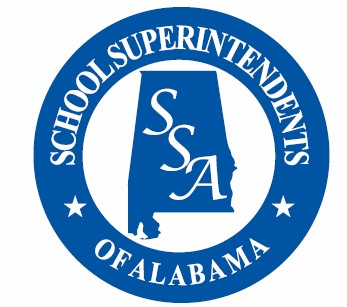 SCHOOL SUPERINTENDENTS
SSA
OF ALABAMA